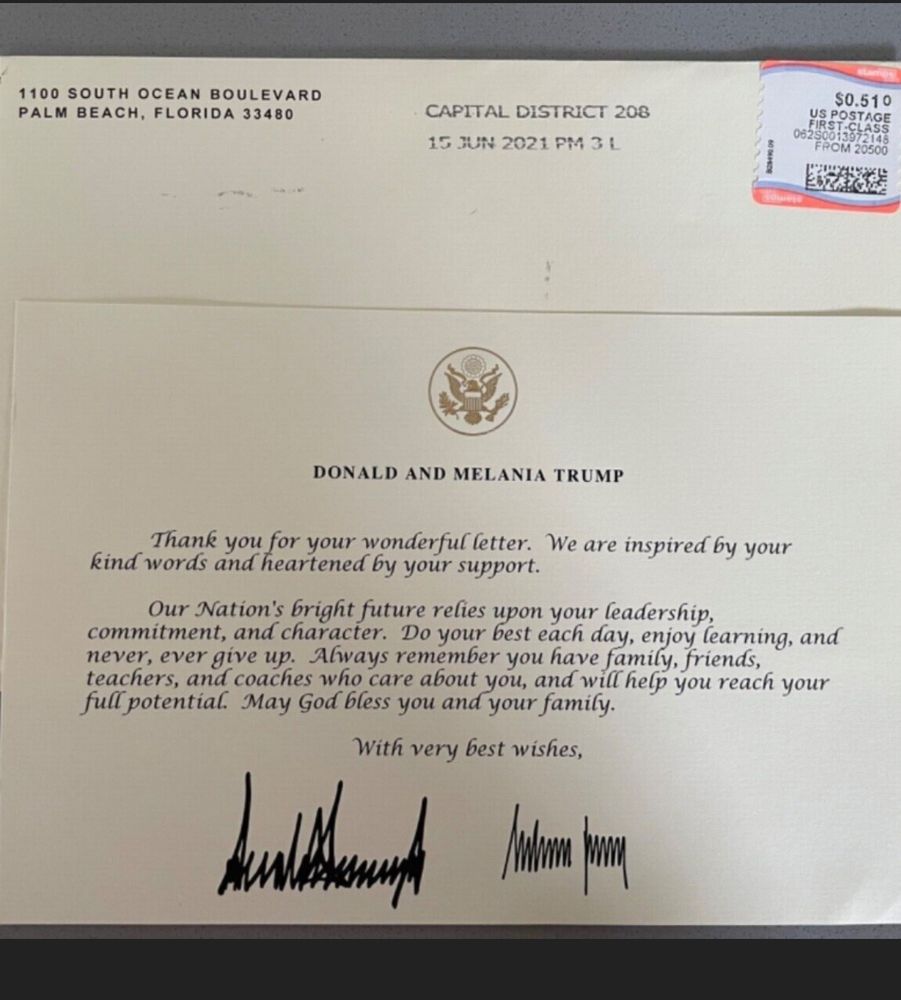 1100 SOUTH OCEAN BOULEVARD
PALM BEACH, FLORIDA 33480
CAPITAL DISTRICT 208
15 JUN 2021 PM 3 L
stamps
$0.510
US POSTAGE
FIRST-CLASS
062S0013972148
FROM 20500
stamps
DONALD AND MELANIA TRUMP
Thank you for your wonderful letter. We are inspired by your
kind words and heartened by your support.
Our Nation's bright future relies upon your leadership,
commitment, and character. Do your best each day, enjoy learning, and
never, ever give up. Always remember you have family, friends,
teachers, and coaches who care about you, and will help you reach your
full potential. May God bless you and your family.
With very best wishes,